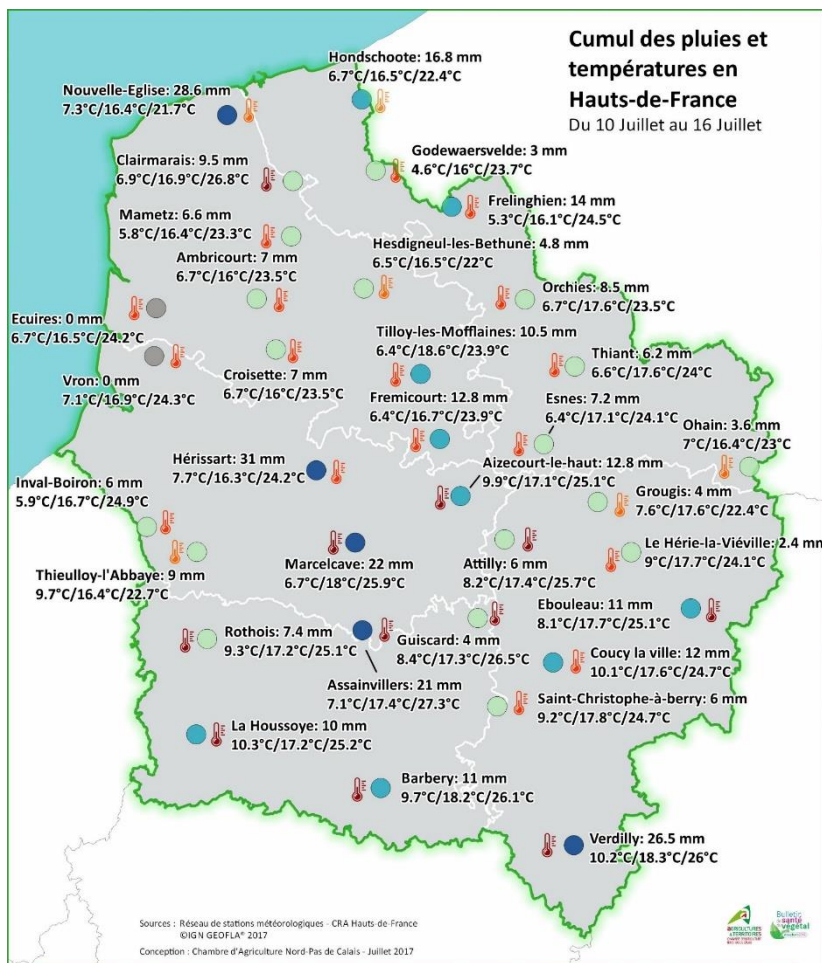 Cumul des pluies et
températures en
Hauts-de-France
Du 10 Juillet au 16 Juillet
Hondschoote: 16.8 mm
6.7°C/16.5°C/22.4°C
Nouvelle-Eglise: 28.6 mm
7.3°C/16.4°C/21.7°C
Godewaersvelde: 3 mm
4.6°C/16°C/23.7°C
Clairmarais: 9.5 mm
6.9°C/16.9°C/26.8°C
Frelinghien: 14 mm
5.3°C/16.1°C/24.5°C
Mametz: 6.6 mm
5.8°C/16.4°C/23.3°C
Hesdigneul-les-Bethune: 4.8 mm
6.5°C/16.5°C/22°C
Ambricourt: 7 mm
6.7°C/16°C/23.5°C
Orchies: 8.5 mm
6.7°C/17.6°C/23.5°C
Ecuires: 0 mm
6.7°C/16.5°C/24.2°C
Tilloy-les-Mofflaines: 10.5 mm
6.4°C/18.6°C/23.9°C
Thiant: 6.2 mm
6.6°C/17.6°C/24°C
Vron: 0 mm
7.1°C/16.9°C/24.3°C
Croisette: 7 mm
6.7°C/16°C/23.5°C
Fremicourt: 12.8 mm
6.4°C/16.7°C/23.9°C
Esnes: 7.2 mm
6.4°C/17.1°C/24.1°C
Ohain: 3.6 mm
7°C/16.4°C/23°C
Hérissart: 31 mm
7.7°C/16.3°C/24.2°C
Aizecourt-le-haut: 12.8 mm
9.9°C/17.1°C/25.1°C
Inval-Boiron: 6 mm
5.9°C/16.7°C/24.9°C
Grougis: 4 mm
7.6°C/17.6°C/22.4°C
Le Hérie-la-Viéville: 2.4 mm
9°C/17.7°C/24.1°C
Thieulloy-l'Abbaye: 9 mm
9.7°C/16.4°C/22.7°C
Marcelcave: 22 mm
6.7°C/18°C/25.9°C
Attilly: 6 mm
8.2°C/17.4°C/25.7°C
Ebouleau: 11 mm
8.1°C/17.7°C/25.1°C
Rothois: 7.4 mm
9.3°C/17.2°C/25.1°C
Guiscard: 4 mm
8.4°C/17.3°C/26.5°C
Coucy la ville: 12 mm
10.1°C/17.6°C/24.7°C
Assainvillers: 21 mm
7.1°C/17.4°C/27.3°C
Saint-Christophe-à-berry: 6 mm
9.2°C/17.8°C/24.7°C
La Houssoye: 10 mm
10.3°C/17.2°C/25.2°C
Barbery: 11 mm
9.7°C/18.2°C/26.1°C
Verdilly: 26.5 mm
10.2°C/18.3°C/26°C
Sources : Réseau de stations météorologiques - CRA Hauts-de-France
©IGN GEOFLA® 2017
Conception : Chambre d'Agriculture Nord-Pas de Calais - Juillet 2017
AGRICULTURES
& TERRITOIRES
Bulletin
santé
végétal